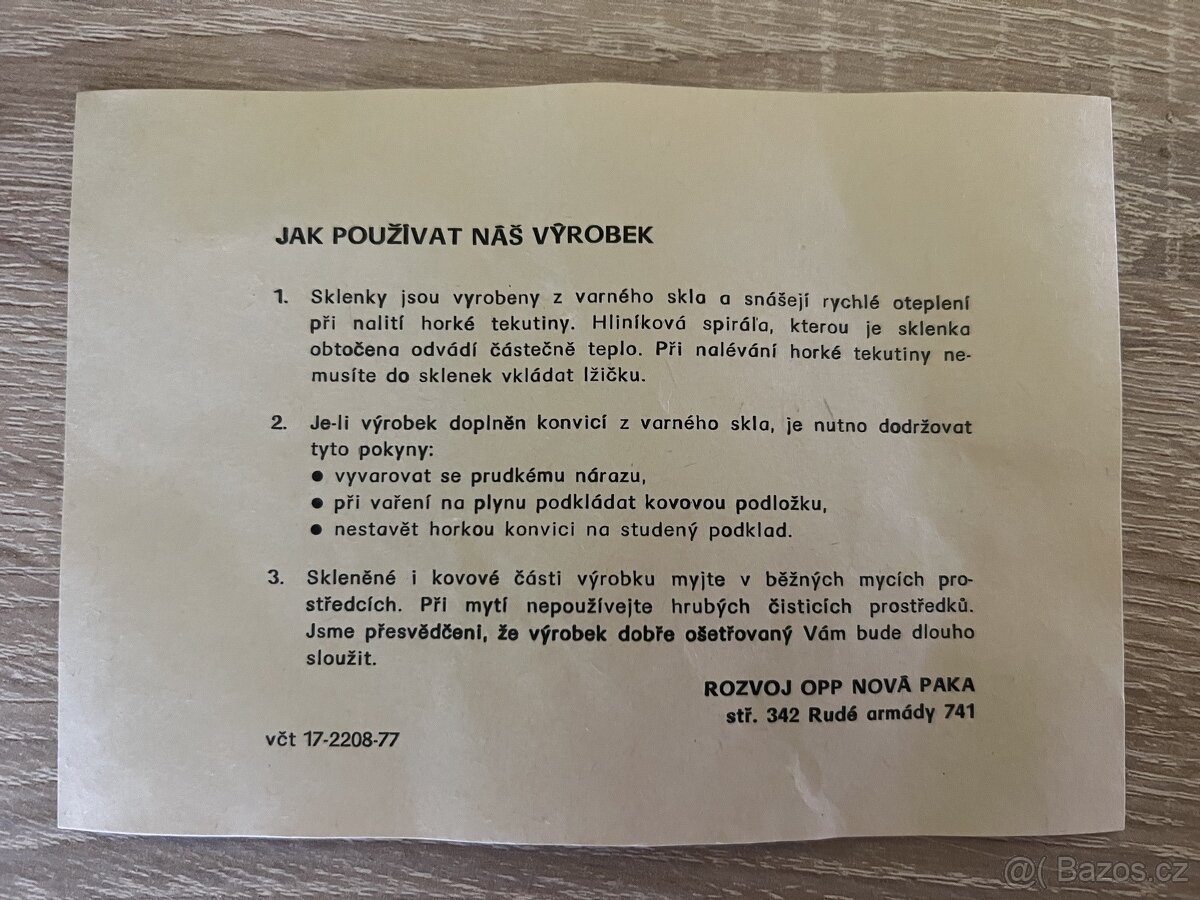 JAK POUŽÍVAT NÁŠ VÝROBEK
1. Sklenky jsou vyrobeny z varného skla a snášejí rychlé oteplení
při nalití horké tekutiny. Hliníková spirála, kterou je sklenka
obtočena odvádí částečně teplo. Při nalévání horké tekutiny ne-
musíte do sklenek vkládat lžičku.
2. Je-li výrobek doplněn konvicí z varného skla, je nutno dodržovat
tyto pokyny:
● vyvarovat se prudkému nárazu,
● při vaření na plynu podkládat kovovou podložku,
● nestavět horkou konvici na studený podklad.
3. Skleněné i kovové části výrobku myjte v běžných mycích pro-
středcích. Při mytí nepoužívejte hrubých čisticích prostředků.
Jsme přesvědčeni, že výrobek dobře ošetřovaný Vám bude dlouho
sloužit.
ROZVOJ OPP NOVÁ PAKA
stř. 342 Rudé armády 741
včt 17-2208-77
@( Bazos.cz